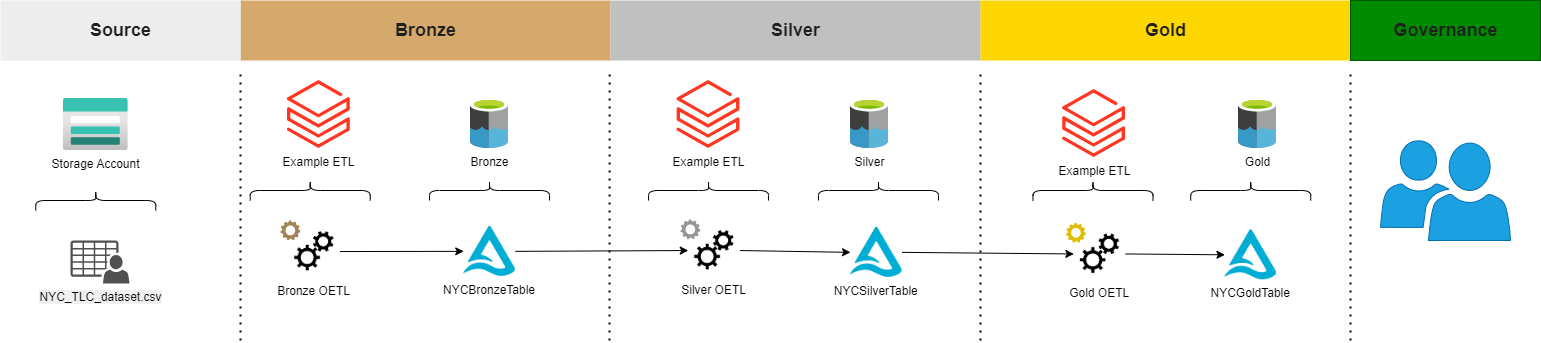 Source
Bronze
Silver
Gold
Governance
Storage Account
Example ETL
Bronze
Example ETL
Silver
Example ETL
Gold
NYC_TLC_dataset.csv
Bronze OETL
NYCBronzeTable
Silver OETL
NYCSilverTable
Gold OETL
NYCGoldTable